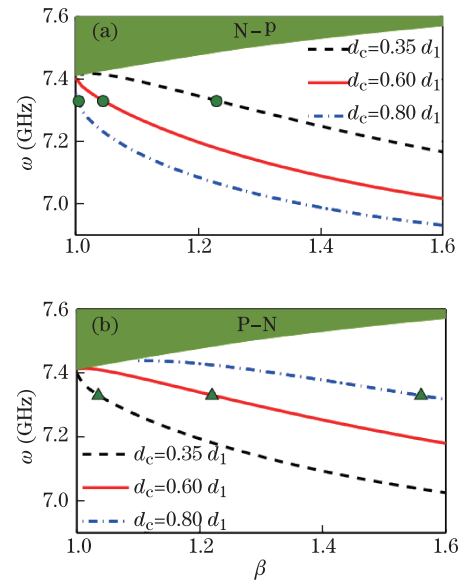 7.6
(a)
N-P
d_c=0.35 d_1
7.4
d_c=0.60 d_1
d_c=0.80 d_1
ω (GHz)
7.2
7.0
1.0 1.2 1.4 1.6
7.6
(b)
P-N
7.4
ω (GHz)
7.2
d_c=0.35 d_1
d_c=0.60 d_1
7.0
d_c=0.80 d_1
1.0 1.2 1.4 1.6
β